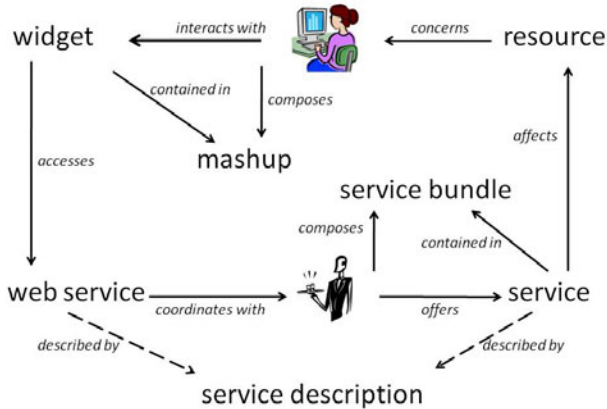 widget
interacts with
concerns
resource
contained in
composes
accesses
mashup
affects
service bundle
composes
contained in
web service
coordinates with
offers
service
described by
described by
service description